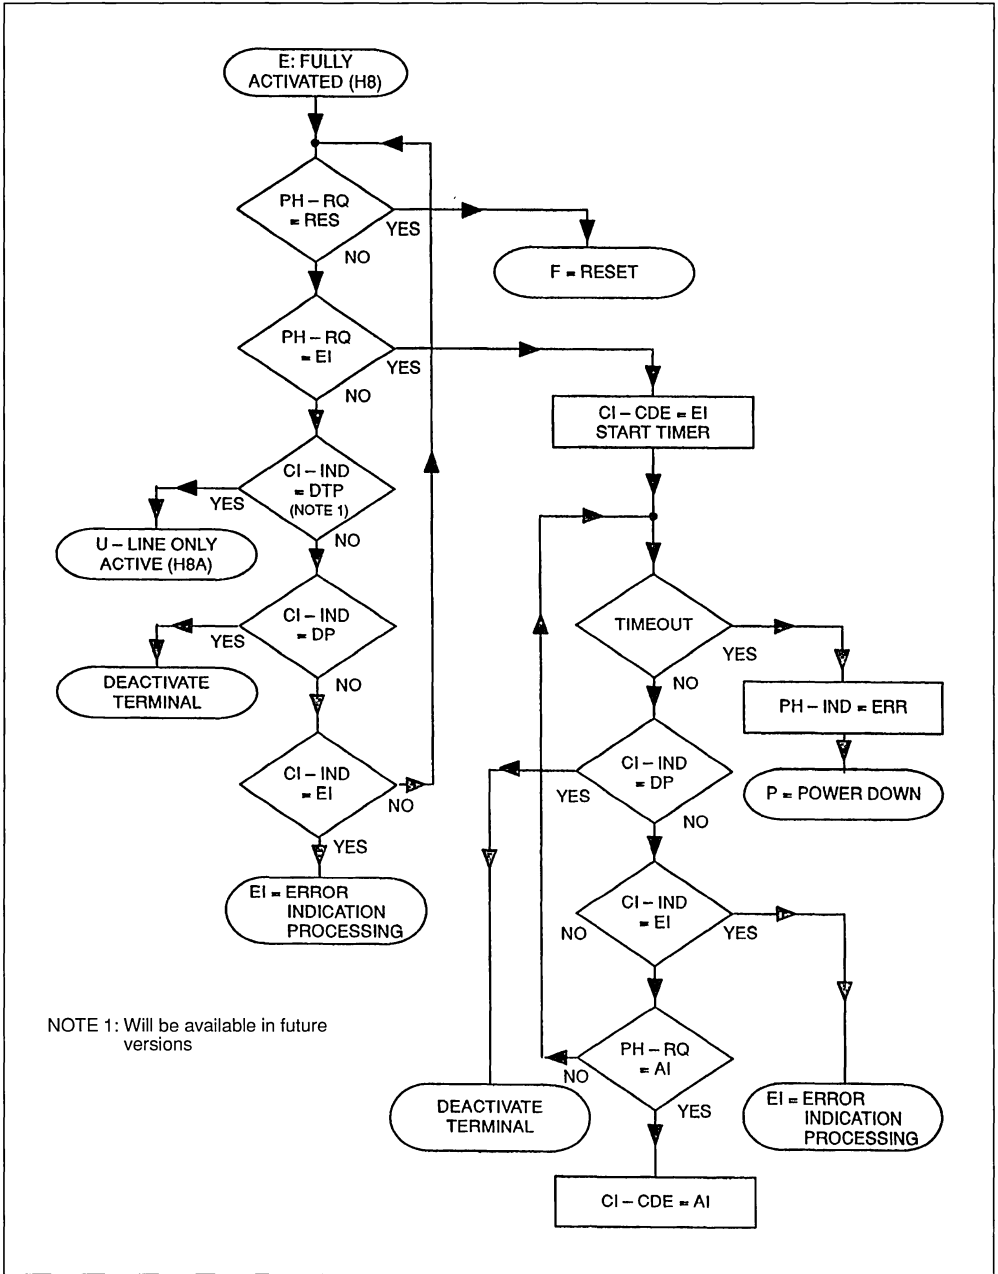 E: FULLY
ACTIVATED (H8)
PH – RQ
= RES
YES
NO
F = RESET
PH – RQ
= EI
YES
NO
CI – CDE = EI
START TIMER
CI – IND
= DTP
(NOTE 1)
YES
NO
U – LINE ONLY
ACTIVE (H8A)
CI – IND
= DP
YES
NO
DEACTIVATE
TERMINAL
TIMEOUT
YES
NO
PH – IND = ERR
P = POWER DOWN
CI – IND
= EI
NO
YES
EI = ERROR
INDICATION
PROCESSING
CI – IND
= DP
YES
NO
CI – IND
= EI
NO
YES
NOTE 1: Will be available in future
versions
PH – RQ
= AI
NO
YES
DEACTIVATE
TERMINAL
EI = ERROR
INDICATION
PROCESSING
CI – CDE = AI